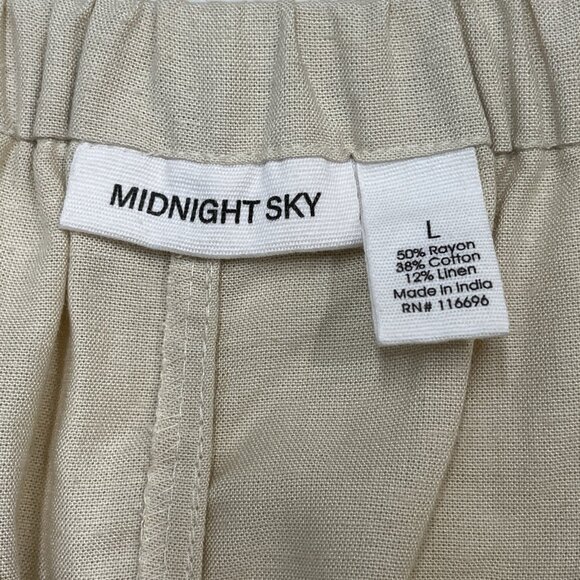 MIDNIGHT SKY
L
50% Rayon
38% Cotton
12% Linen
Made in India
RN# 116696